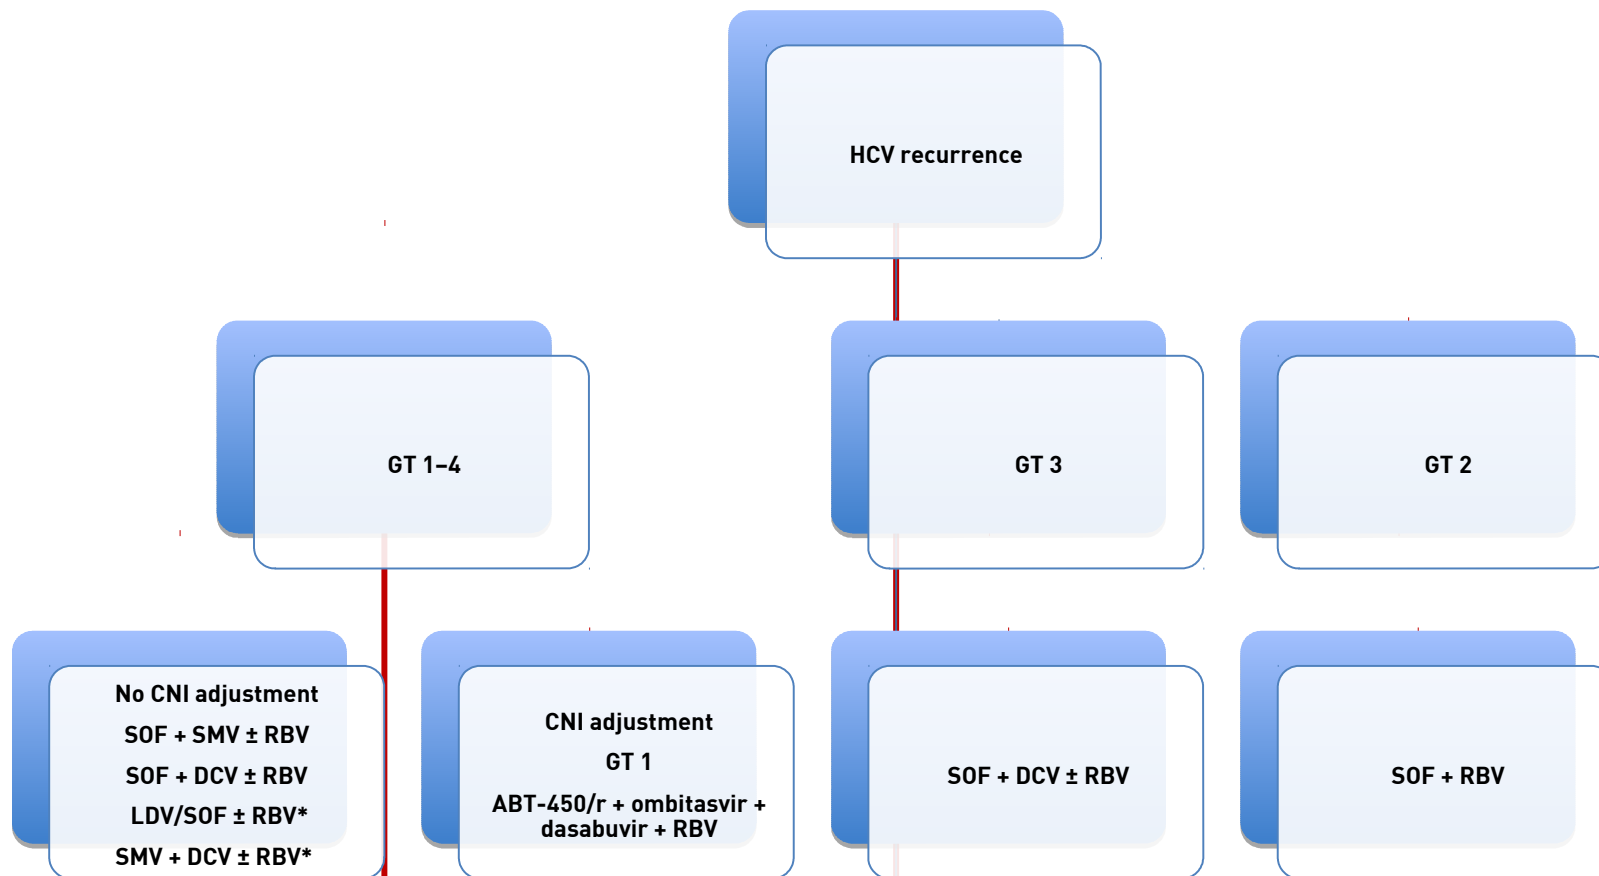 HCV recurrence
GT 1–4
GT 3
GT 2
No CNI adjustment
SOF + SMV ± RBV
SOF + DCV ± RBV
LDV/SOF ± RBV*
SMV + DCV ± RBV*
CNI adjustment
GT 1
ABT-450/r + ombitasvir +
dasabuvir + RBV
SOF + DCV ± RBV
SOF + RBV